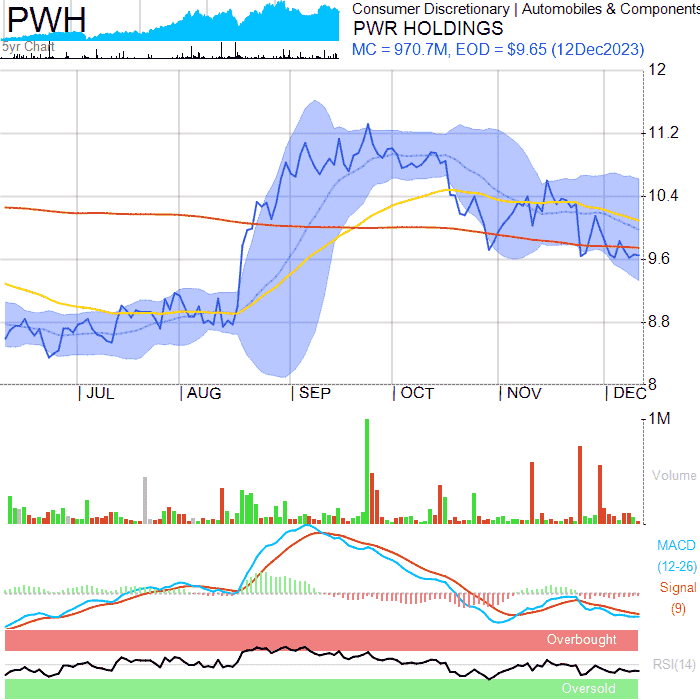 PWH
5yr Chart
Consumer Discretionary | Automobiles & Components
PWR HOLDINGS
MC = 970.7M, EOD = $9.65 (12Dec2023)
12
11.2
10.4
9.6
8.8
8
JUL
AUG
SEP
OCT
NOV
DEC
1M
Volume
MACD
(12-26)
Signal
(9)
Overbought
RSI(14)
Oversold